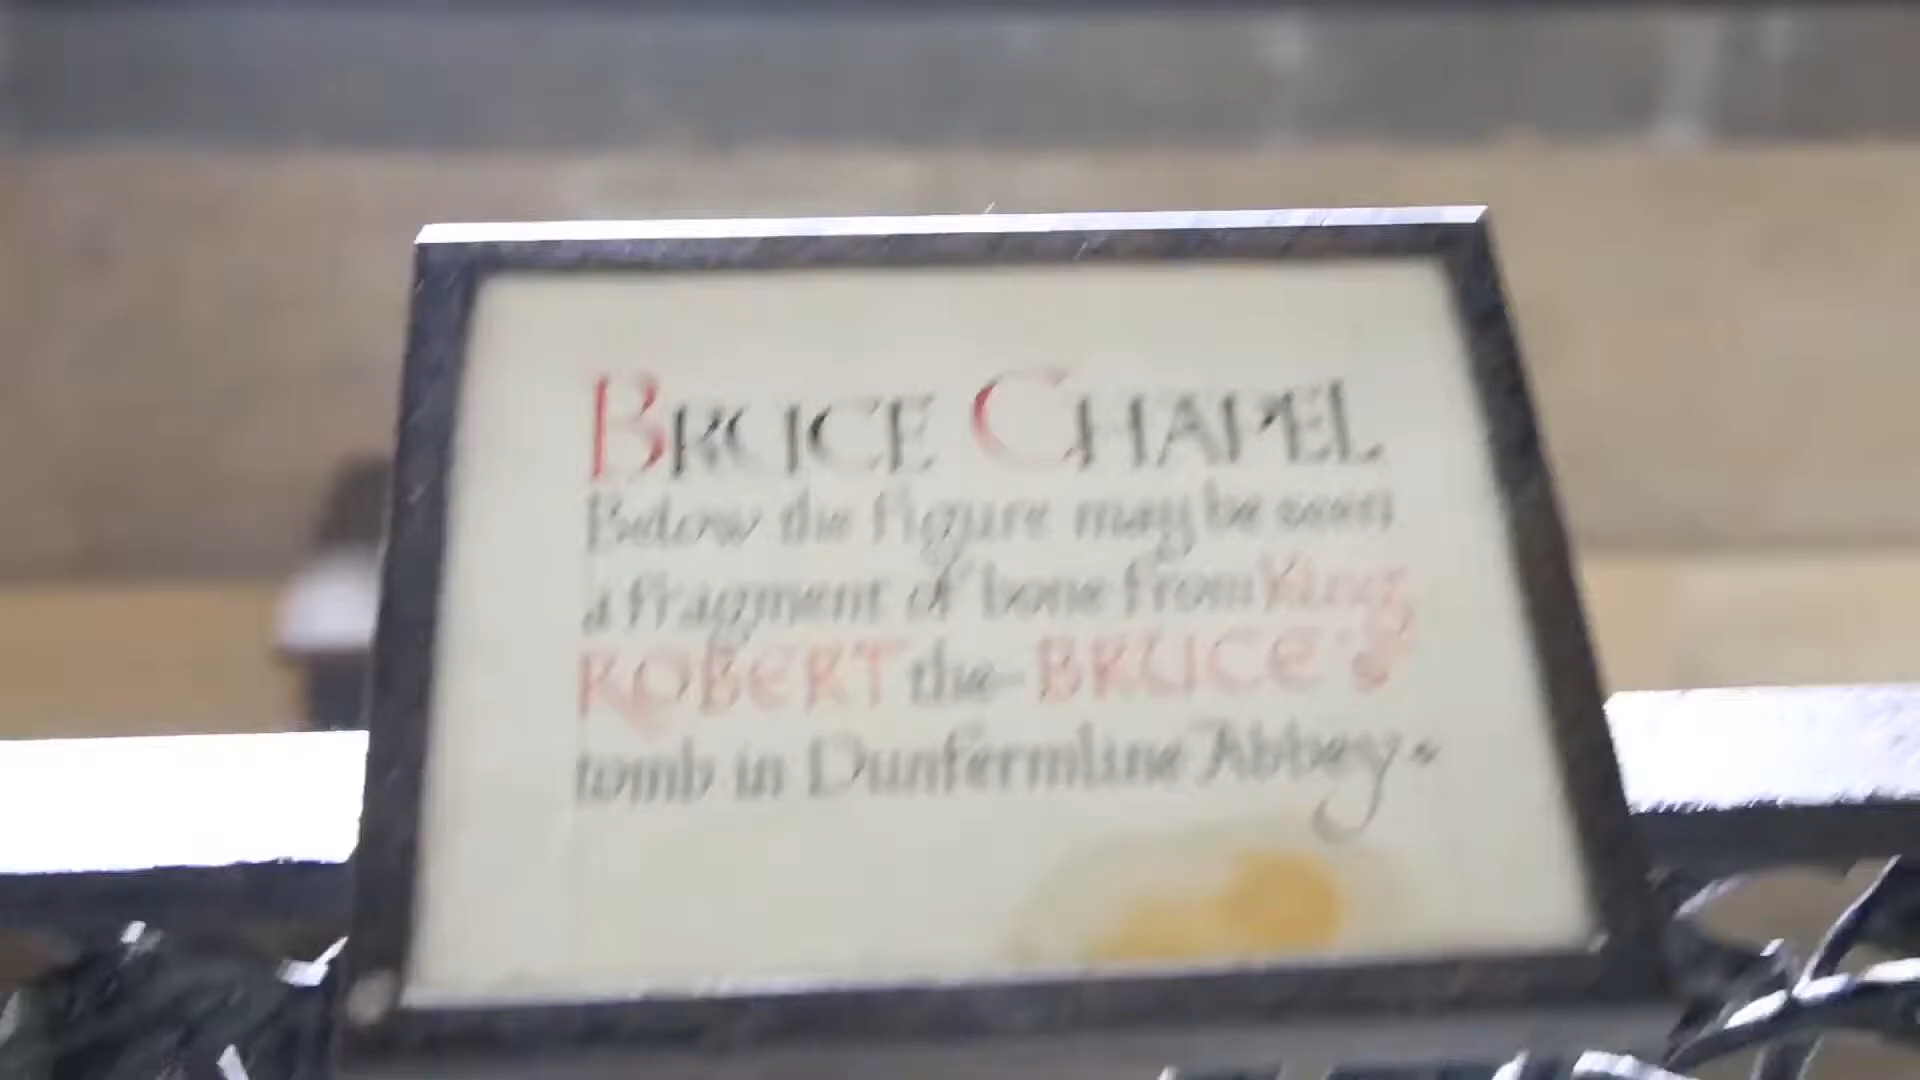 BRUCE CHAPEL
Below the figure may be seen
a fragment of bone from King
ROBERT the BRUCE'S
tomb in Dunfermline Abbey.